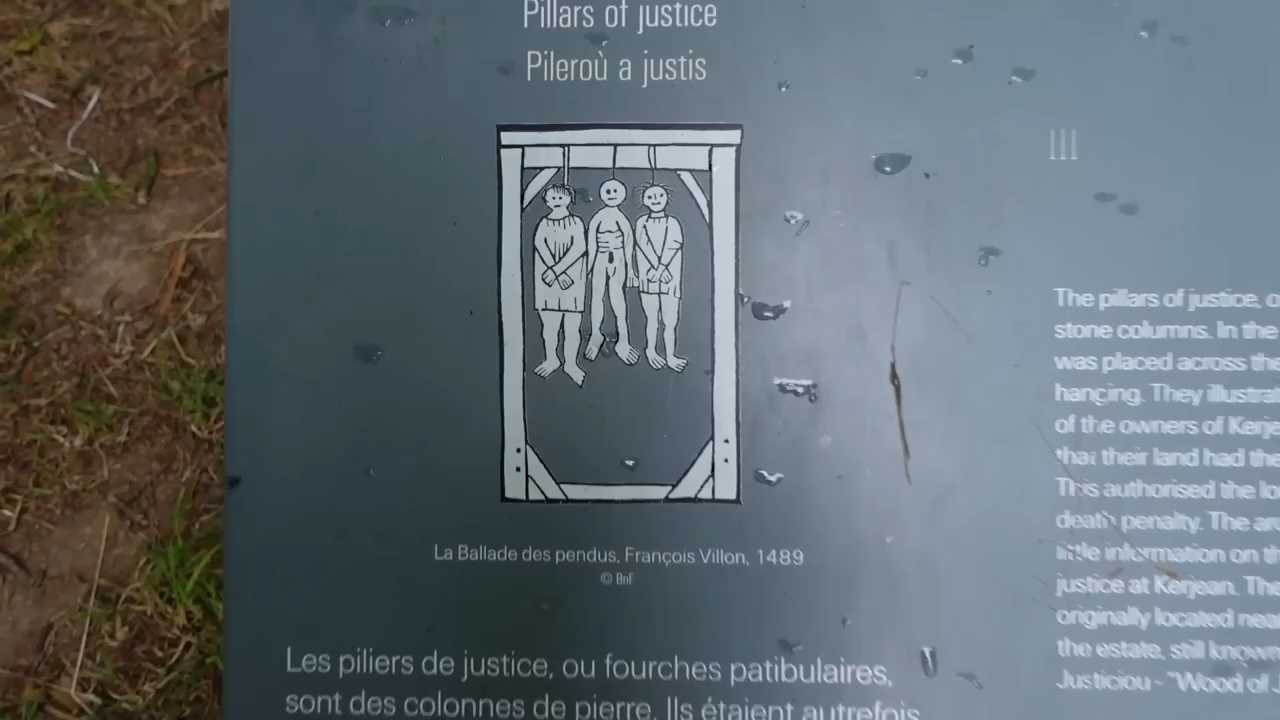 Pillars of justice
Pileroù a justis
La Ballade des pendus, François Villon, 1489
© BnF
Les piliers de justice, ou fourches patibulaires,
sont des colonnes de pierre. Ils étaient autrefois
III
The pillars of justice, o
stone columns. In the
was placed across the
hanging. They illustra
of the owners of Kerje
that their land had the
This authorised the lo
death penalty. The ar
little information on th
justice at Kerjean. The
originally located nea
the estate, still known
Justiciou - "Wood of J